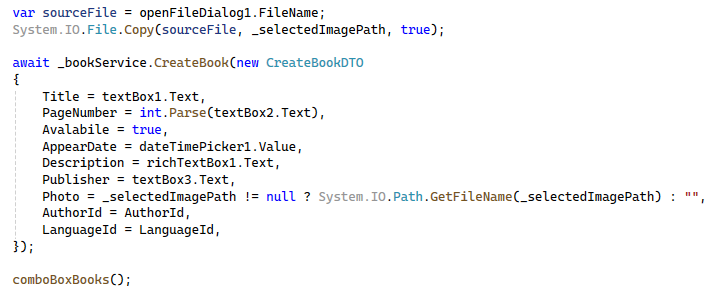 var sourceFile = openFileDialog1.FileName;
System.IO.File.Copy(sourceFile, _selectedImagePath, true);

await _bookService.CreateBook(new CreateBookDTO
{
    Title = textBox1.Text,
    PageNumber = int.Parse(textBox2.Text),
    Avalabile = true,
    AppearDate = dateTimePicker1.Value,
    Description = richTextBox1.Text,
    Publisher = textBox3.Text,
    Photo = _selectedImagePath != null ? System.IO.Path.GetFileName(_selectedImagePath) : "",
    AuthorId = AuthorId,
    LanguageId = LanguageId,
});

comboBoxBooks();